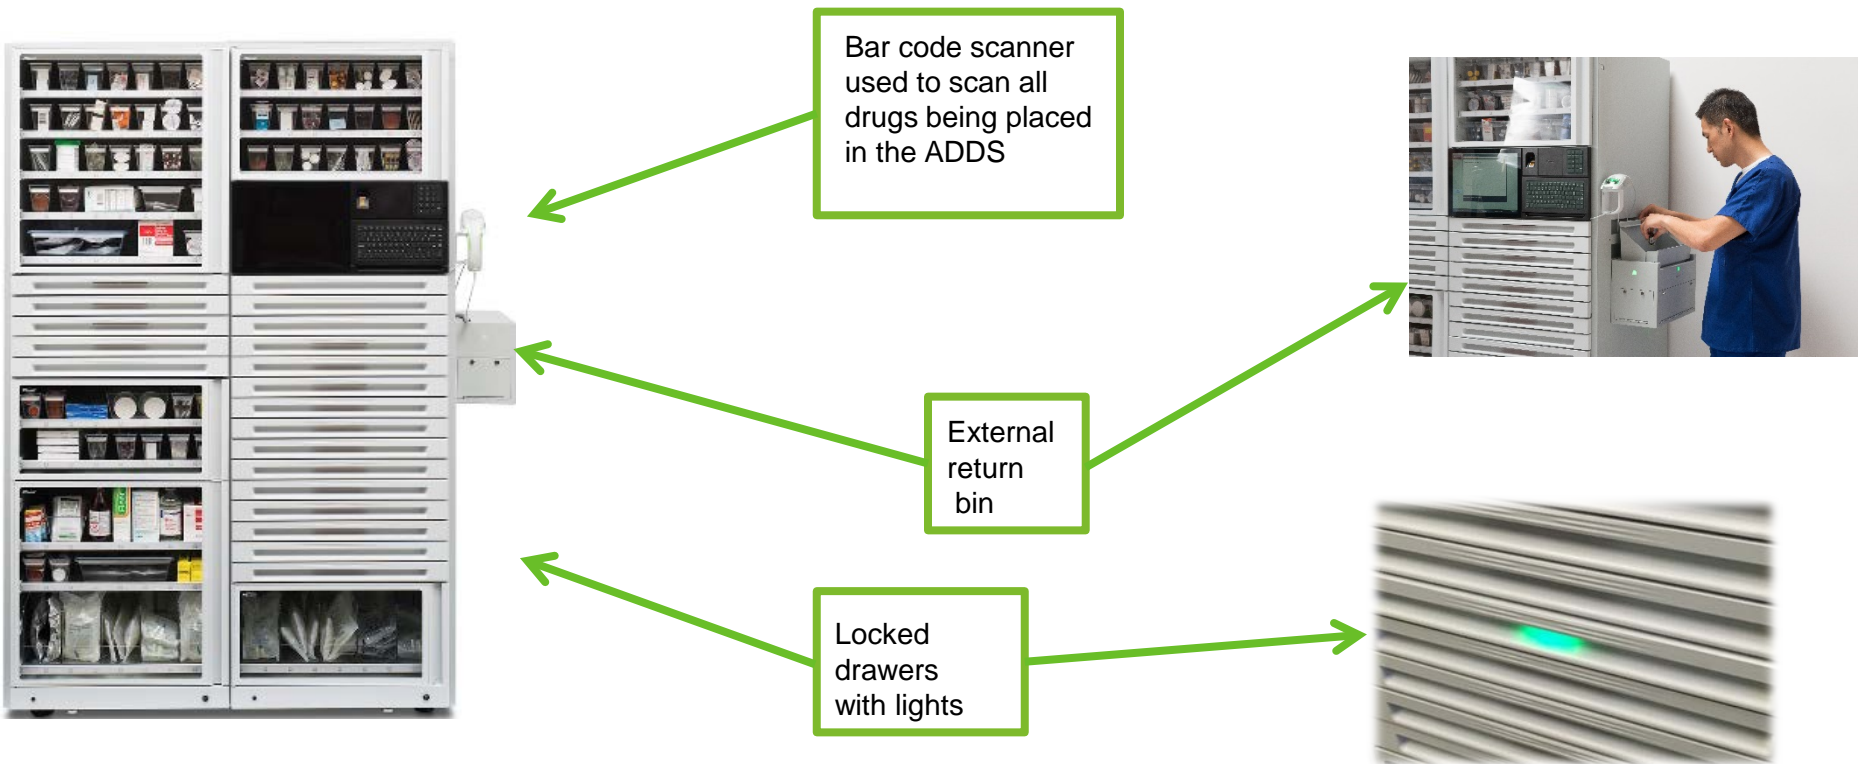 Bar code scanner
used to scan all
drugs being placed
in the ADDS
External
return
bin
Locked
drawers
with lights